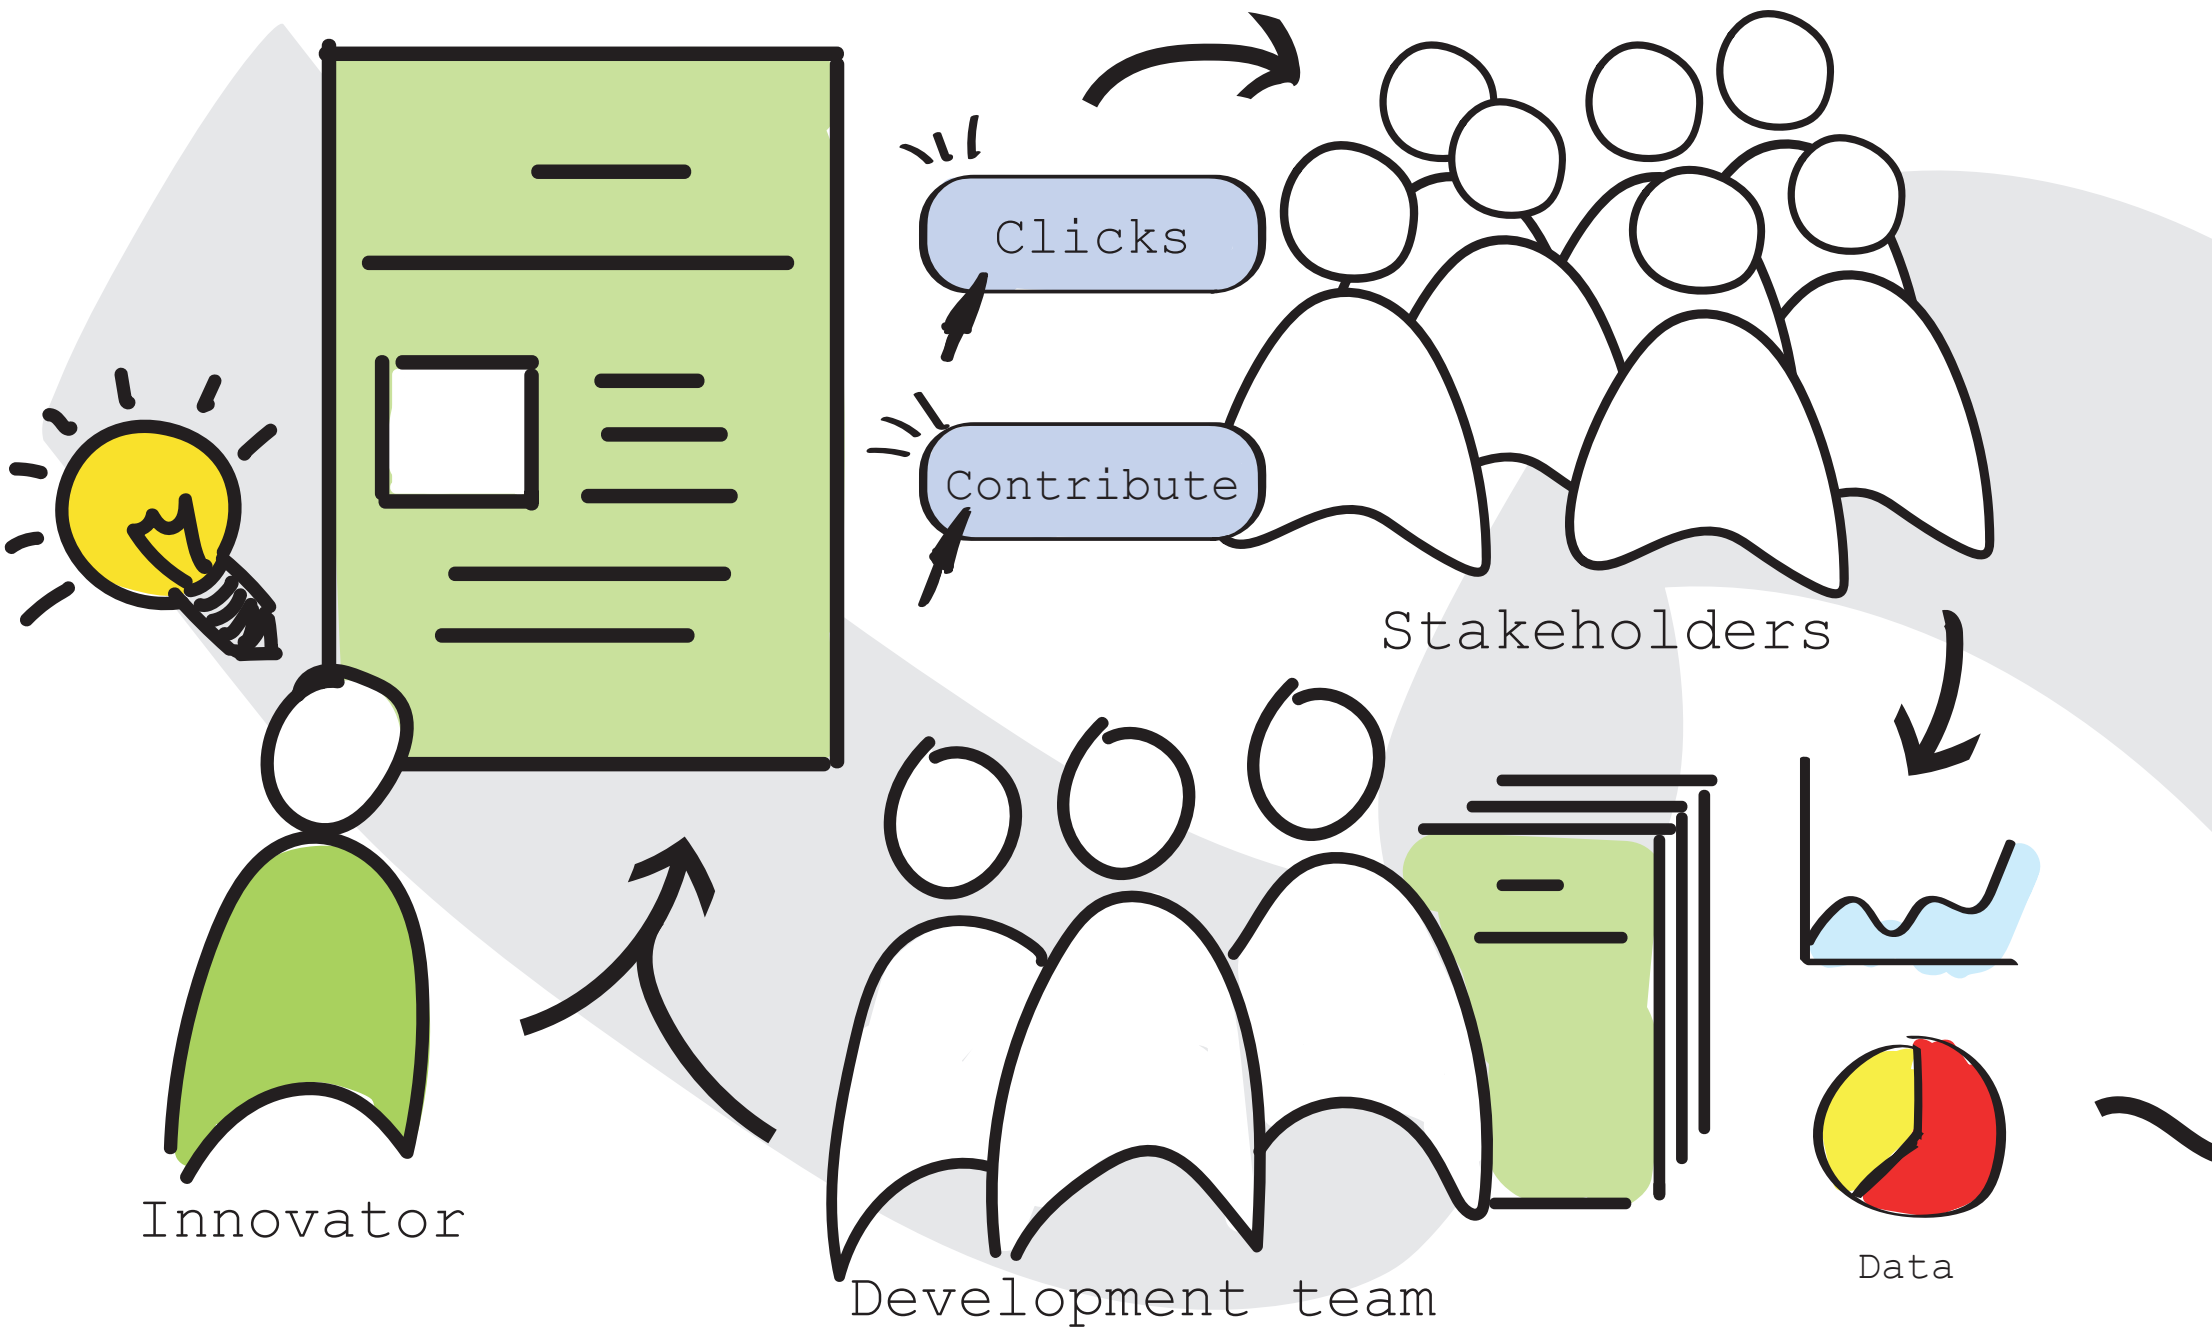 Clicks
Contribute
Stakeholders
Innovator
Development team
Data